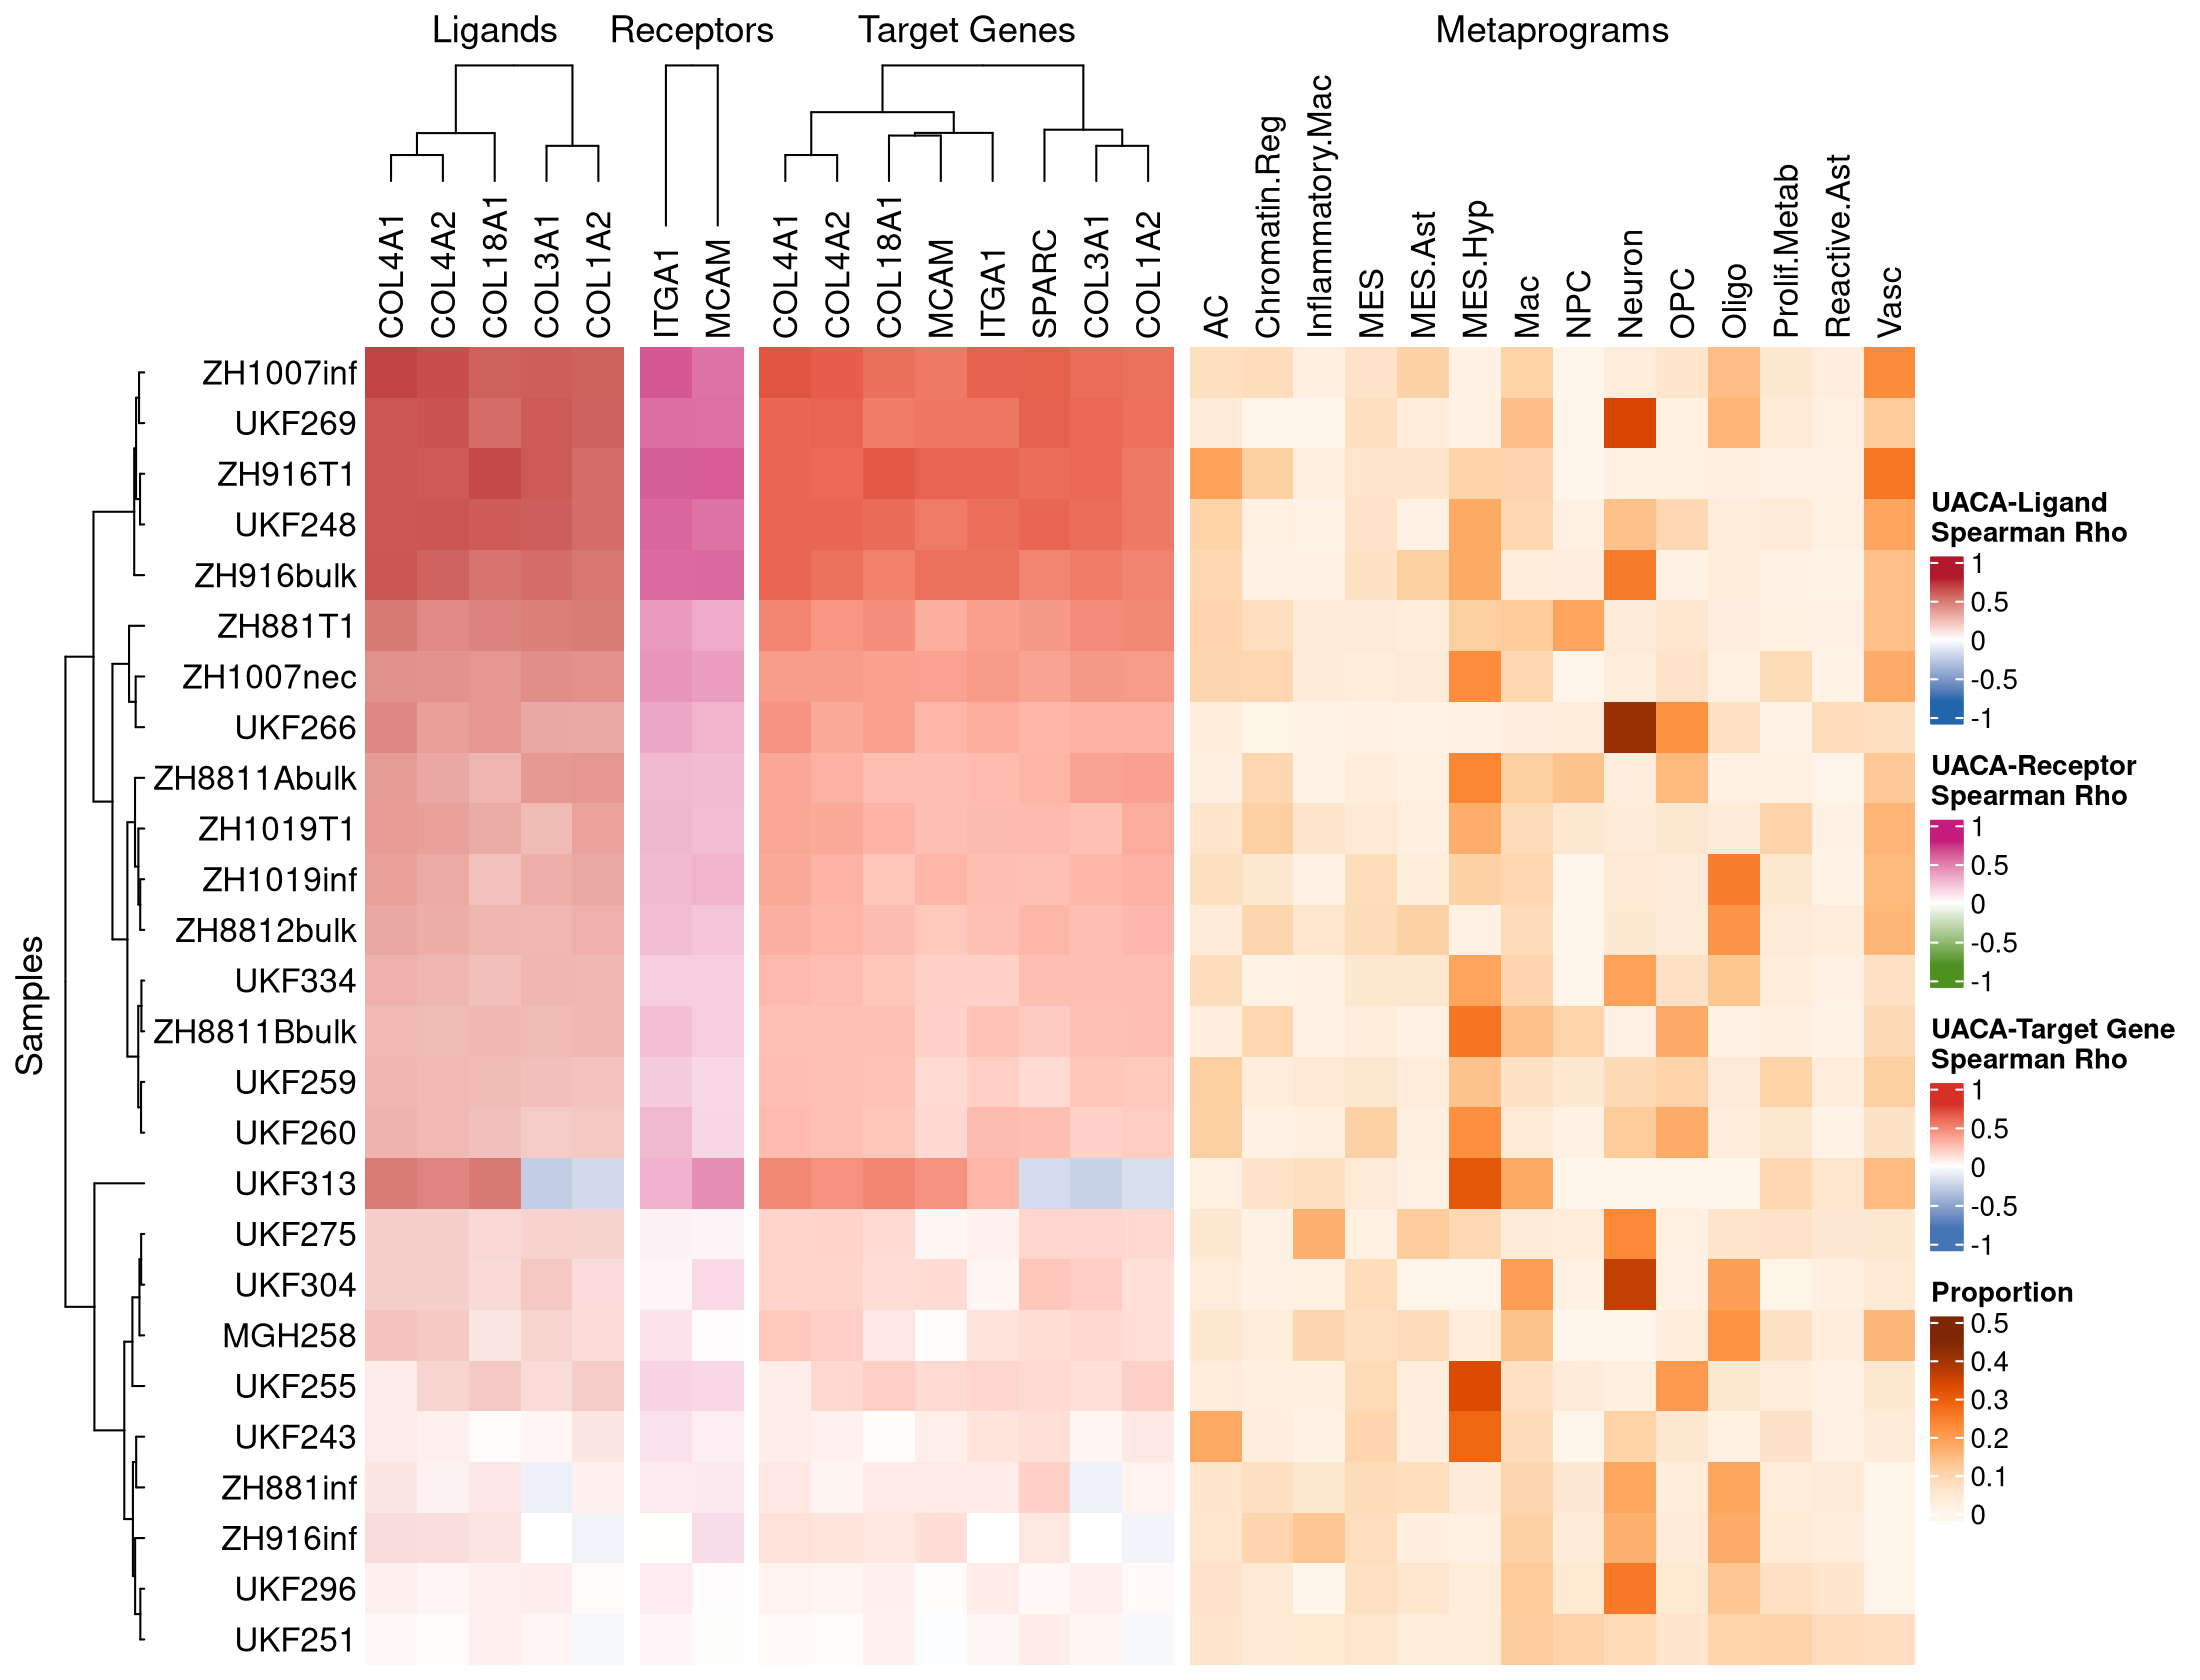 Ligands
Receptors
Target Genes
Metaprograms
COL4A1
COL4A2
COL18A1
COL3A1
COL1A2
ITGA1
MCAM
COL4A1
COL4A2
COL18A1
MCAM
ITGA1
SPARC
COL3A1
COL1A2
AC
Chromatin.Reg
Inflammatory.Mac
MES
MES.Ast
MES.Hyp
Mac
NPC
Neuron
OPC
Oligo
Prolif.Metab
Reactive.Ast
Vasc
Samples
ZH1007inf
UKF269
ZH916T1
UKF248
ZH916bulk
ZH881T1
ZH1007nec
UKF266
ZH8811Abulk
ZH1019T1
ZH1019inf
ZH8812bulk
UKF334
ZH8811Bbulk
UKF259
UKF260
UKF313
UKF275
UKF304
MGH258
UKF255
UKF243
ZH881inf
ZH916inf
UKF296
UKF251
UACA-Ligand
Spearman Rho
1
0.5
0
-0.5
-1
UACA-Receptor
Spearman Rho
1
0.5
0
-0.5
-1
UACA-Target Gene
Spearman Rho
1
0.5
0
-0.5
-1
Proportion
0.5
0.4
0.3
0.2
0.1
0